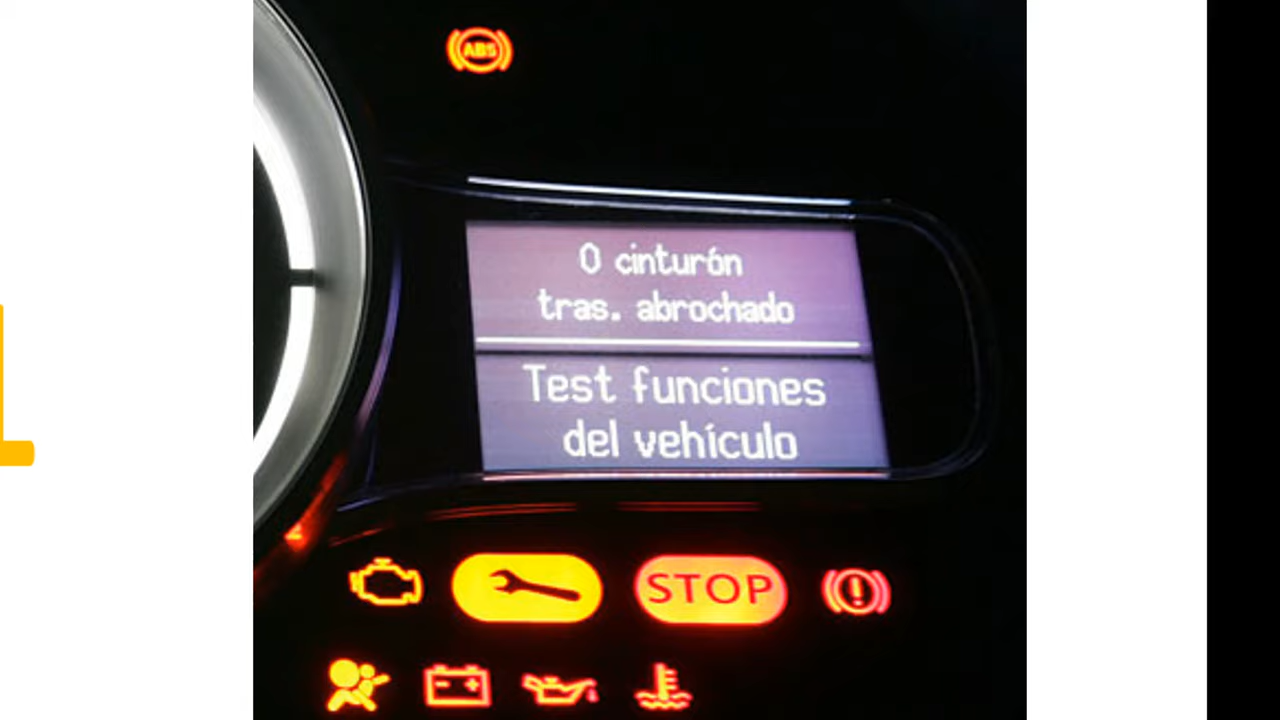 ABS
0 cinturón
tras. abrochado
Test funciones
del vehículo
STOP